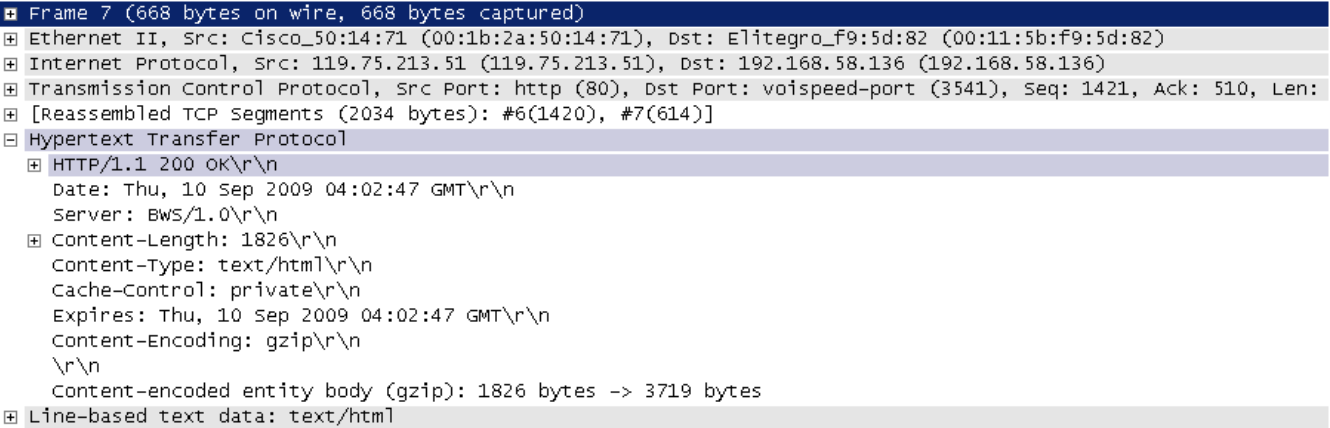 Frame 7 (668 bytes on wire, 668 bytes captured)
Ethernet II, Src: Cisco_50:14:71 (00:1b:2a:50:14:71), Dst: Elitegro_f9:5d:82 (00:11:5b:f9:5d:82)
Internet Protocol, Src: 119.75.213.51 (119.75.213.51), Dst: 192.168.58.136 (192.168.58.136)
Transmission Control Protocol, Src Port: http (80), Dst Port: voispeed-port (3541), Seq: 1421, Ack: 510, Len:
[Reassembled TCP Segments (2034 bytes): #6(1420), #7(614)]
Hypertext Transfer Protocol
HTTP/1.1 200 OK\r\n
Date: Thu, 10 Sep 2009 04:02:47 GMT\r\n
Server: BWS/1.0\r\n
Content-Length: 1826\r\n
Content-Type: text/html\r\n
Cache-Control: private\r\n
Expires: Thu, 10 Sep 2009 04:02:47 GMT\r\n
Content-Encoding: gzip\r\n
\r\n
Content-encoded entity body (gzip): 1826 bytes -> 3719 bytes
Line-based text data: text/html